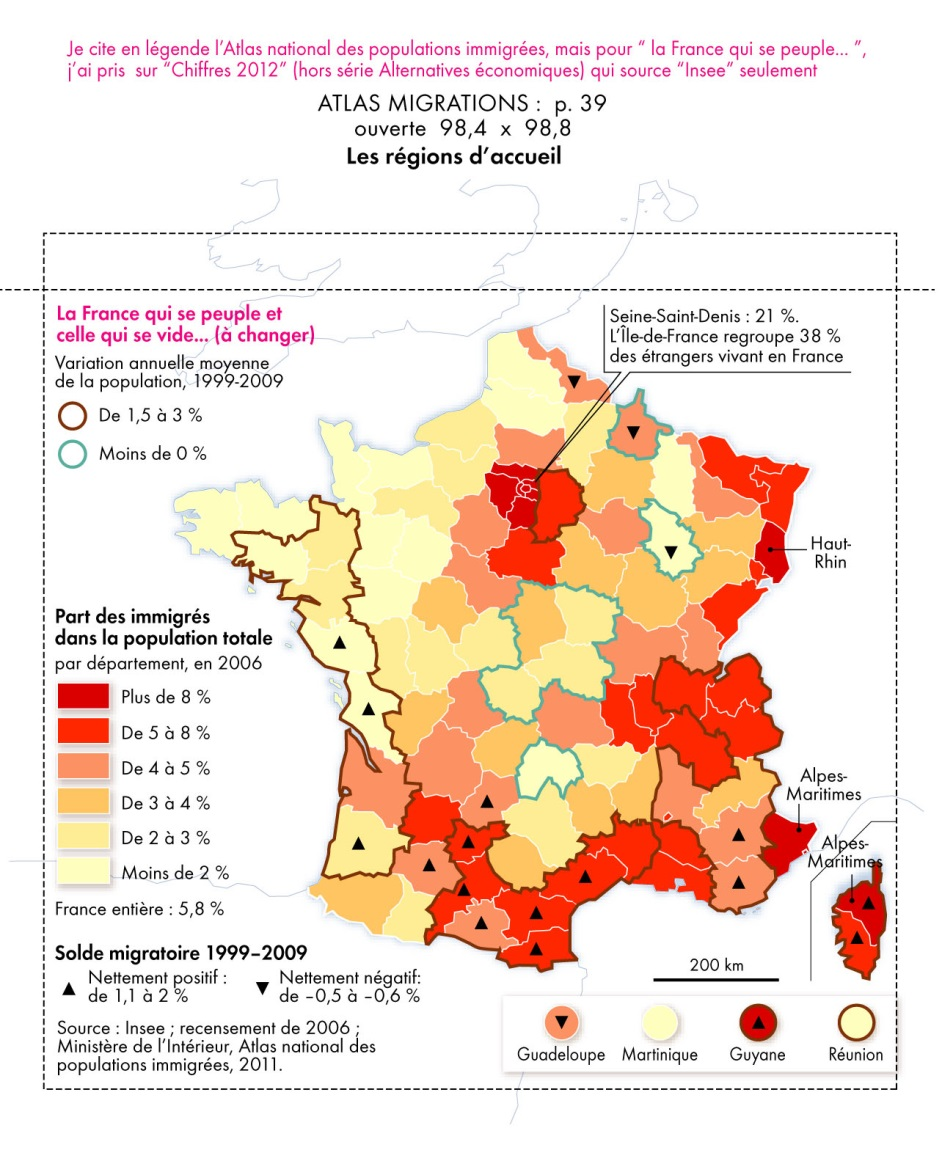 Je cite en légende l’Atlas national des populations immigrées, mais pour “ la France qui se peuple... ”,
j’ai pris sur “Chiffres 2012” (hors série Alternatives économiques) qui source “Insee” seulement
ATLAS MIGRATIONS : p. 39
ouverte 98,4 x 98,8
Les régions d’accueil
La France qui se peuple et
celle qui se vide... (à changer)
Variation annuelle moyenne
de la population, 1999-2009
De 1,5 à 3 %
Moins de 0 %
Seine-Saint-Denis : 21 %.
L’Île-de-France regroupe 38 %
des étrangers vivant en France
Haut-
Rhin
Part des immigrés
dans la population totale
par département, en 2006
Plus de 8 %
De 5 à 8 %
De 4 à 5 %
De 3 à 4 %
De 2 à 3 %
Moins de 2 %
France entière : 5,8 %
Alpes-
Maritimes
Alpes-
Maritimes
Solde migratoire 1999–2009
Nettement positif :
de 1,1 à 2 %
Nettement négatif:
de –0,5 à –0,6 %
200 km
Source : Insee ; recensement de 2006 ;
Ministère de l’Intérieur, Atlas national des
populations immigrées, 2011.
Guadeloupe
Martinique
Guyane
Réunion